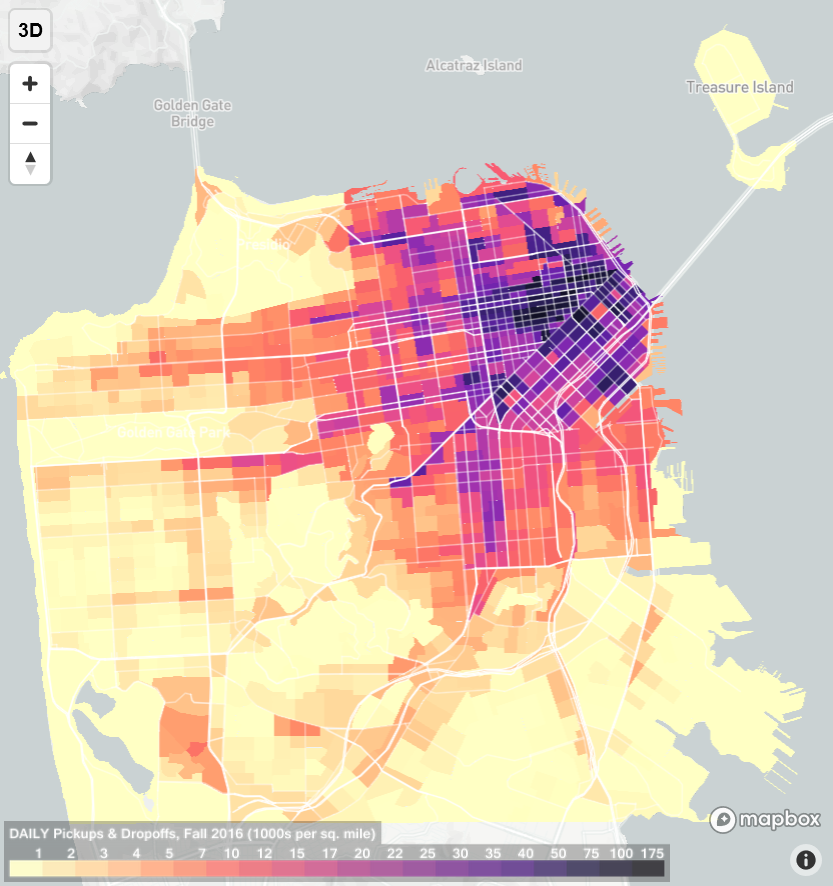 3D
+
−
Alcatraz Island
Treasure Island
Golden Gate
Bridge
Presidio
Golden Gate Park
mapbox
DAILY Pickups & Dropoffs, Fall 2016 (1000s per sq. mile)
1 2 3 4 5 7 10 12 15 17 20 22 25 30 35 40 50 75 100 175
i